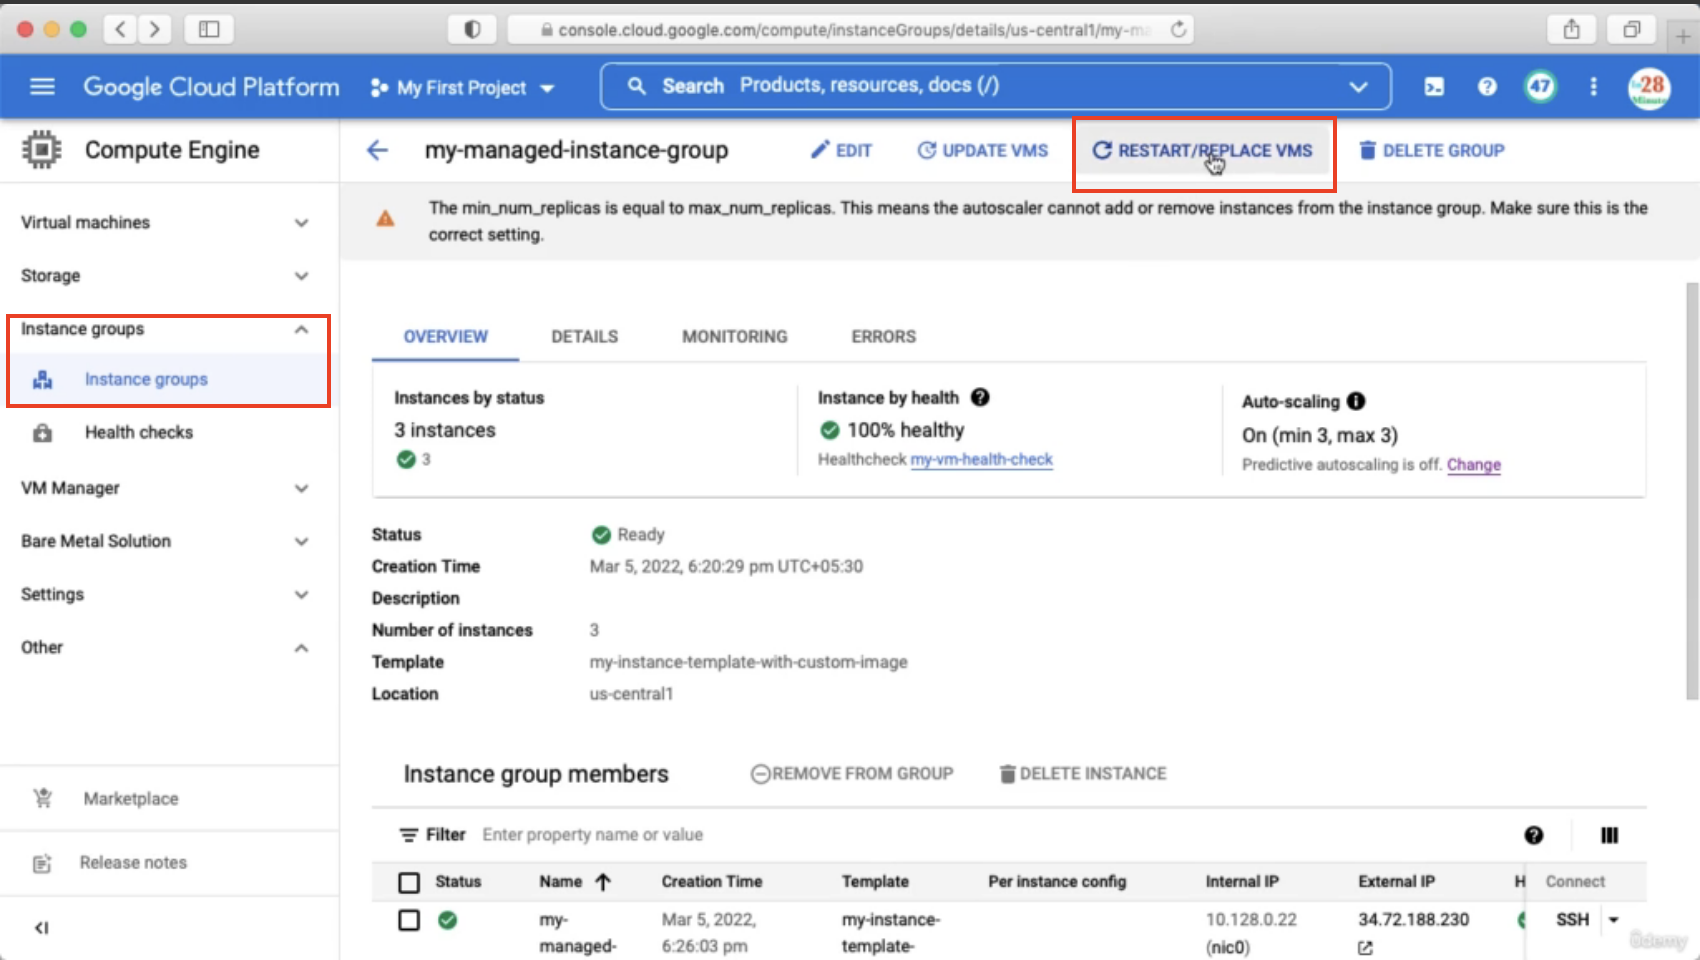 console.cloud.google.com/compute/instanceGroups/details/us-central1/my-ma
Google Cloud Platform
My First Project
Search Products, resources, docs (/)
47
28
Minute
Compute Engine
my-managed-instance-group
EDIT
UPDATE VMS
RESTART/REPLACE VMS
DELETE GROUP
The min_num_replicas is equal to max_num_replicas. This means the autoscaler cannot add or remove instances from the instance group. Make sure this is the
correct setting.
Virtual machines
Storage
Instance groups
Instance groups
Health checks
VM Manager
Bare Metal Solution
Settings
Other
Marketplace
Release notes
OVERVIEW
DETAILS
MONITORING
ERRORS
Instances by status
3 instances
3
Instance by health
100% healthy
Healthcheck my-vm-health-check
Auto-scaling
On (min 3, max 3)
Predictive autoscaling is off. Change
Status Ready
Creation Time Mar 5, 2022, 6:20:29 pm UTC+05:30
Description
Number of instances 3
Template my-instance-template-with-custom-image
Location us-central1
Instance group members
REMOVE FROM GROUP
DELETE INSTANCE
Filter Enter property name or value
Status Name Creation Time Template Per instance config Internal IP External IP H Connect
my- Mar 5, 2022, my-instance- 10.128.0.22 34.72.188.230 SSH
managed- 6:26:03 pm template- (nic0)
ûdemy